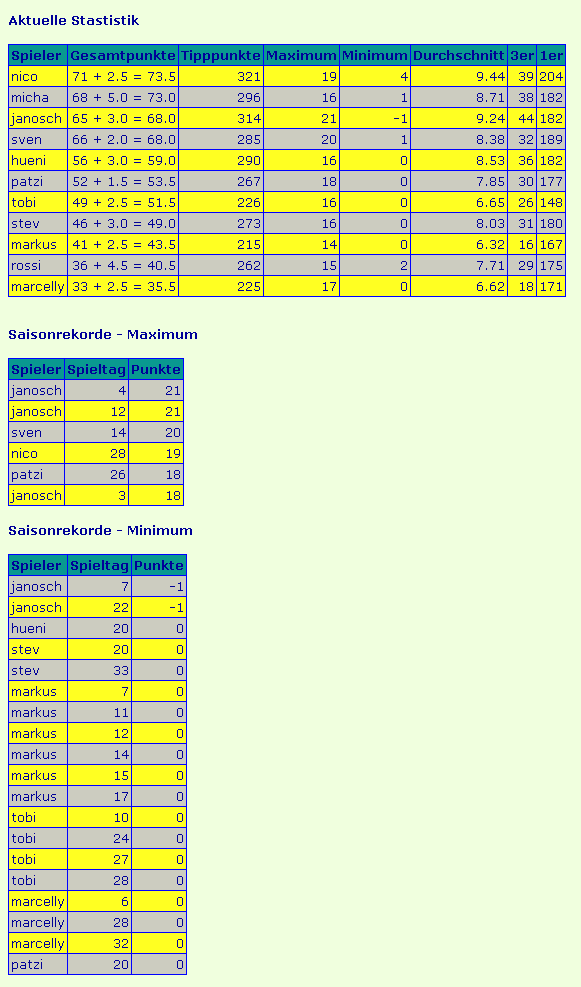 Aktuelle Stastistik
Spieler Gesamtpunkte Tipppunkte Maximum Minimum Durchschnitt 3er 1er
nico 71 + 2.5 = 73.5 321 19 4 9.44 39 204
micha 68 + 5.0 = 73.0 296 16 1 8.71 38 182
janosch 65 + 3.0 = 68.0 314 21 -1 9.24 44 182
sven 66 + 2.0 = 68.0 285 20 1 8.38 32 189
hueni 56 + 3.0 = 59.0 290 16 0 8.53 36 182
patzi 52 + 1.5 = 53.5 267 18 0 7.85 30 177
tobi 49 + 2.5 = 51.5 226 16 0 6.65 26 148
stev 46 + 3.0 = 49.0 273 16 0 8.03 31 180
markus 41 + 2.5 = 43.5 215 14 0 6.32 16 167
rossi 36 + 4.5 = 40.5 262 15 2 7.71 29 175
marcelly 33 + 2.5 = 35.5 225 17 0 6.62 18 171
Saisonrekorde - Maximum
Spieler Spieltag Punkte
janosch 4 21
janosch 12 21
sven 14 20
nico 28 19
patzi 26 18
janosch 3 18
Saisonrekorde - Minimum
Spieler Spieltag Punkte
janosch 7 -1
janosch 22 -1
hueni 20 0
stev 20 0
stev 33 0
markus 7 0
markus 11 0
markus 12 0
markus 14 0
markus 15 0
markus 17 0
tobi 10 0
tobi 24 0
tobi 27 0
tobi 28 0
marcelly 6 0
marcelly 28 0
marcelly 32 0
patzi 20 0